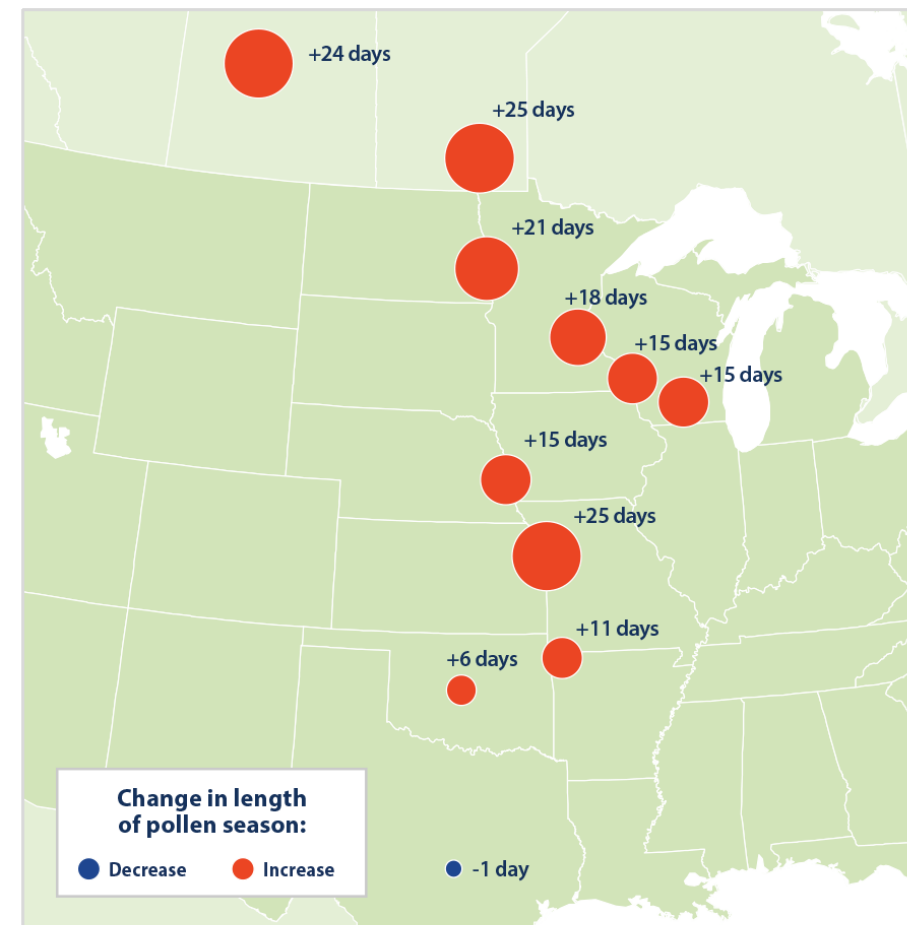 +24 days
+25 days
+21 days
+18 days
+15 days
+15 days
+15 days
+25 days
+11 days
+6 days
Change in length
of pollen season:
Decrease
Increase
-1 day